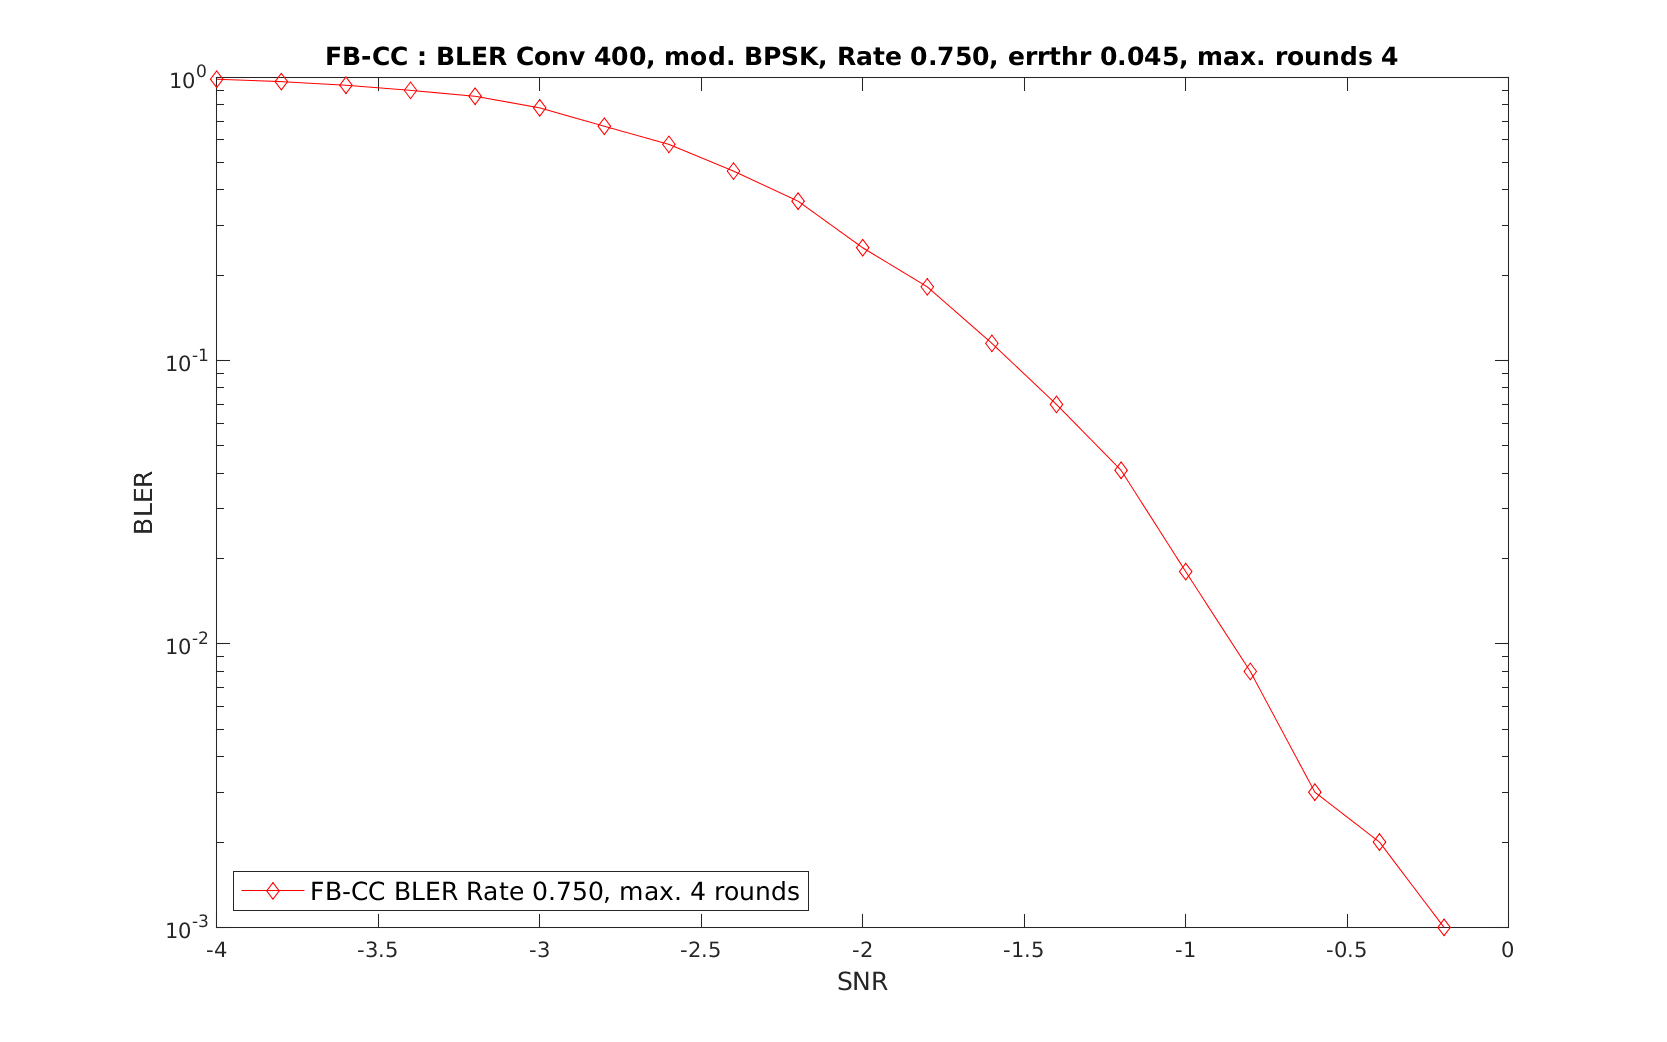 FB-CC : BLER Conv 400, mod. BPSK, Rate 0.750, errthr 0.045, max. rounds 4
10^0
10^-1
10^-2
10^-3
BLER
FB-CC BLER Rate 0.750, max. 4 rounds
-4 -3.5 -3 -2.5 -2 -1.5 -1 -0.5 0
SNR